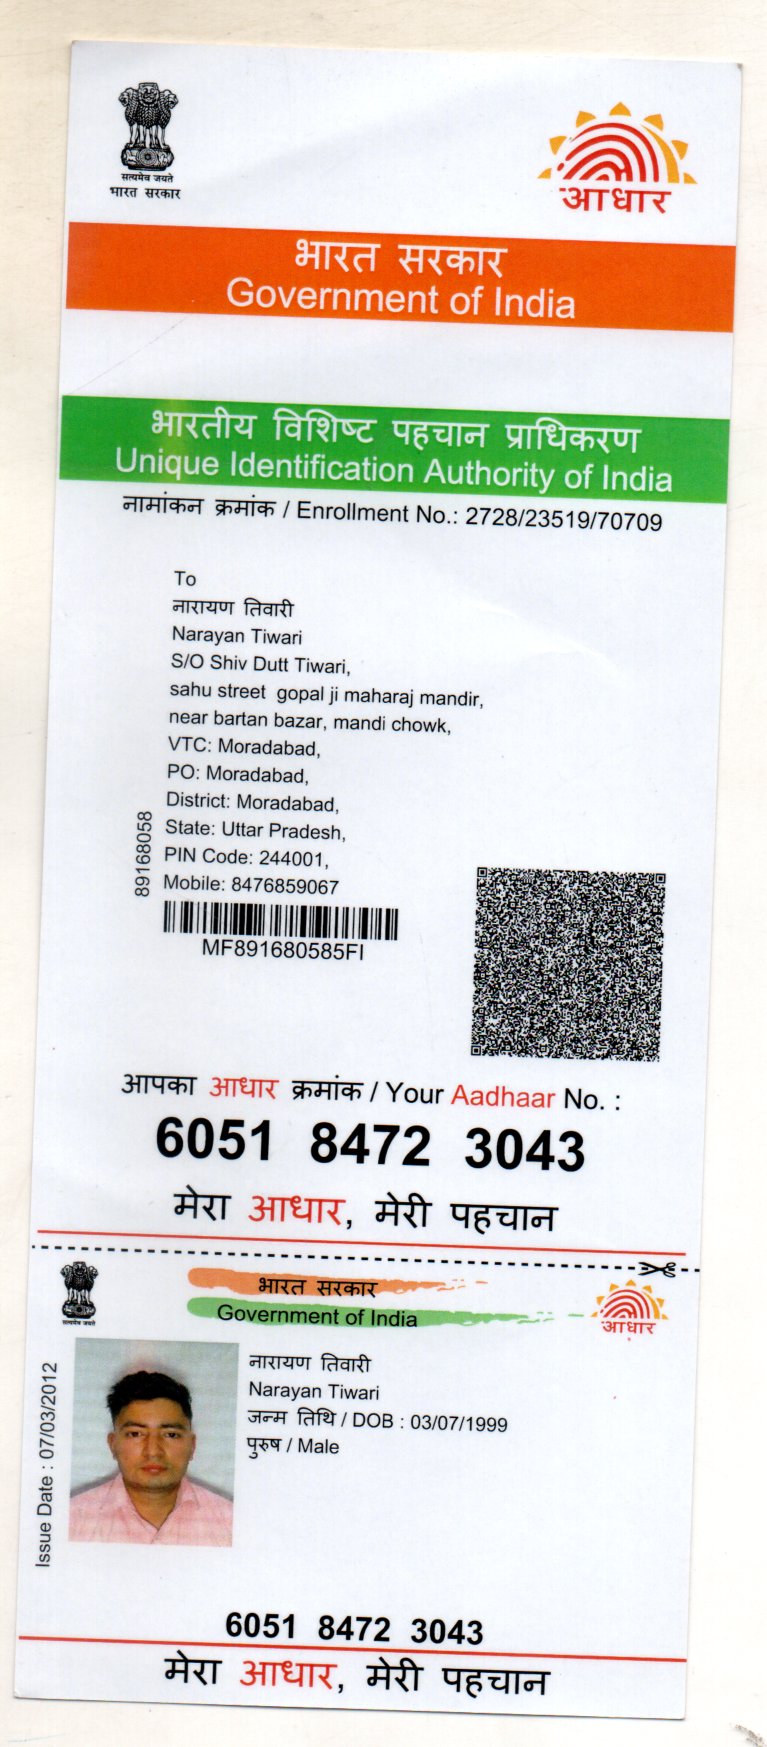 सत्यमेव जयते
भारत सरकार
आधार
भारत सरकार
Government of India
भारतीय विशिष्ट पहचान प्राधिकरण
Unique Identification Authority of India
नामांकन क्रमांक / Enrollment No.: 2728/23519/70709
To
नारायण तिवारी
Narayan Tiwari
S/O Shiv Dutt Tiwari,
sahu street gopal ji maharaj mandir,
near bartan bazar, mandi chowk,
VTC: Moradabad,
PO: Moradabad,
District: Moradabad,
State: Uttar Pradesh,
PIN Code: 244001,
Mobile: 8476859067
89168058
MF891680585FI
आपका आधार क्रमांक / Your Aadhaar No. :
6051 8472 3043
मेरा आधार, मेरी पहचान
सत्यमेव जयते
भारत सरकार
Government of India
आधार
Issue Date : 07/03/2012
नारायण तिवारी
Narayan Tiwari
जन्म तिथि / DOB : 03/07/1999
पुरुष / Male
6051 8472 3043
मेरा आधार, मेरी पहचान